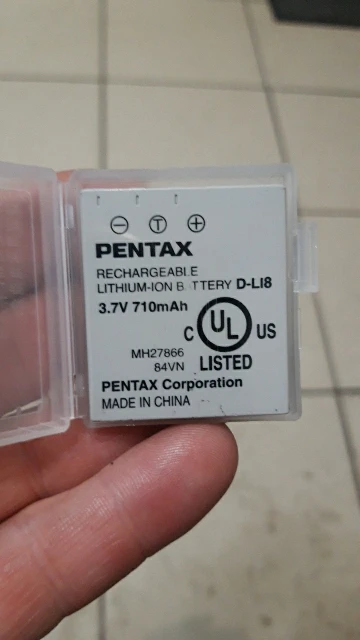 − T +
PENTAX
RECHARGEABLE
LITHIUM-ION BATTERY D-LI8
3.7V 710mAh
C UL US
LISTED
MH27866
84VN
PENTAX Corporation
MADE IN CHINA